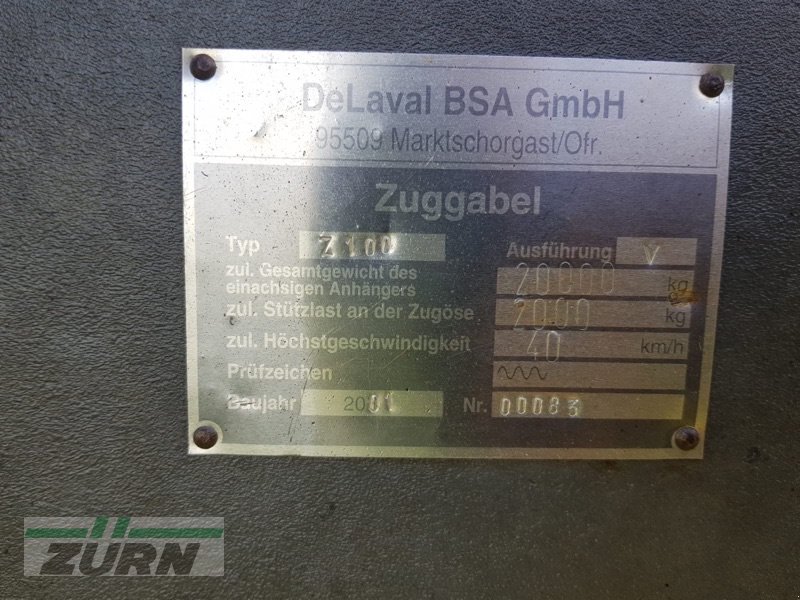 DeLaval BSA GmbH
95509 Marktschorgast/Ofr.
Zuggabel
Typ Z100 Ausführung V
zul. Gesamtgewicht des
einachsigen Anhängers 20000 kg
zul. Stützlast an der Zugöse 2000 kg
zul. Höchstgeschwindigkeit 40 km/h
Prüfzeichen
Baujahr 2001 Nr. 00083
ZÜRN